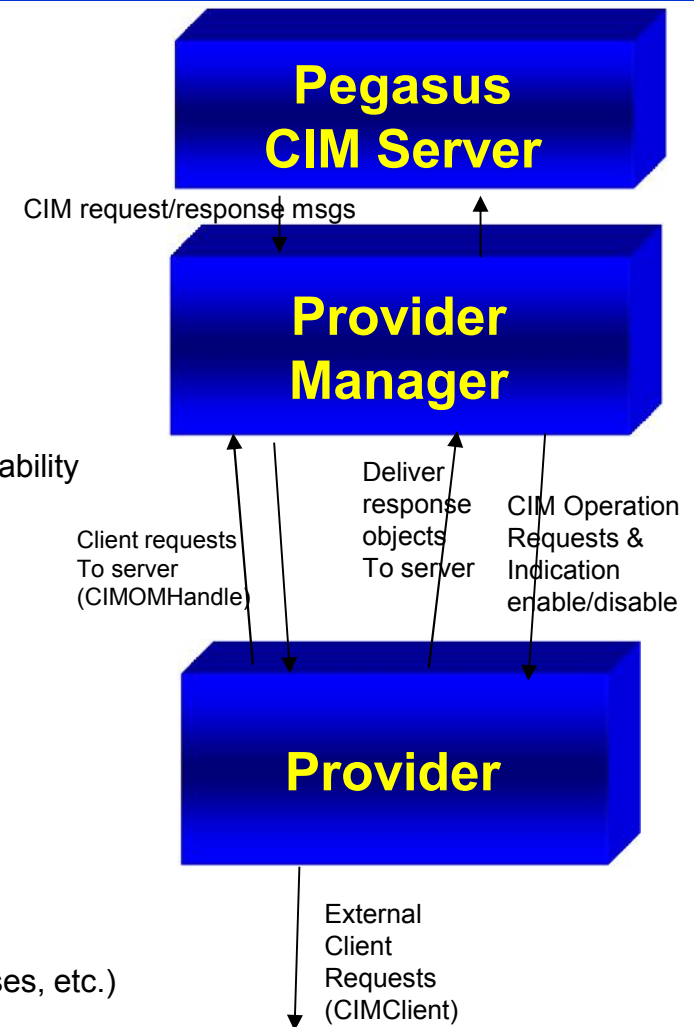 Pegasus
CIM Server
CIM request/response msgs
Provider
Manager
ability
Client requests
To server
(CIMOMHandle)
Deliver
response
objects
To server
CIM Operation
Requests &
Indication
enable/disable
Provider
External
Client
Requests
(CIMClient)
ses, etc.)